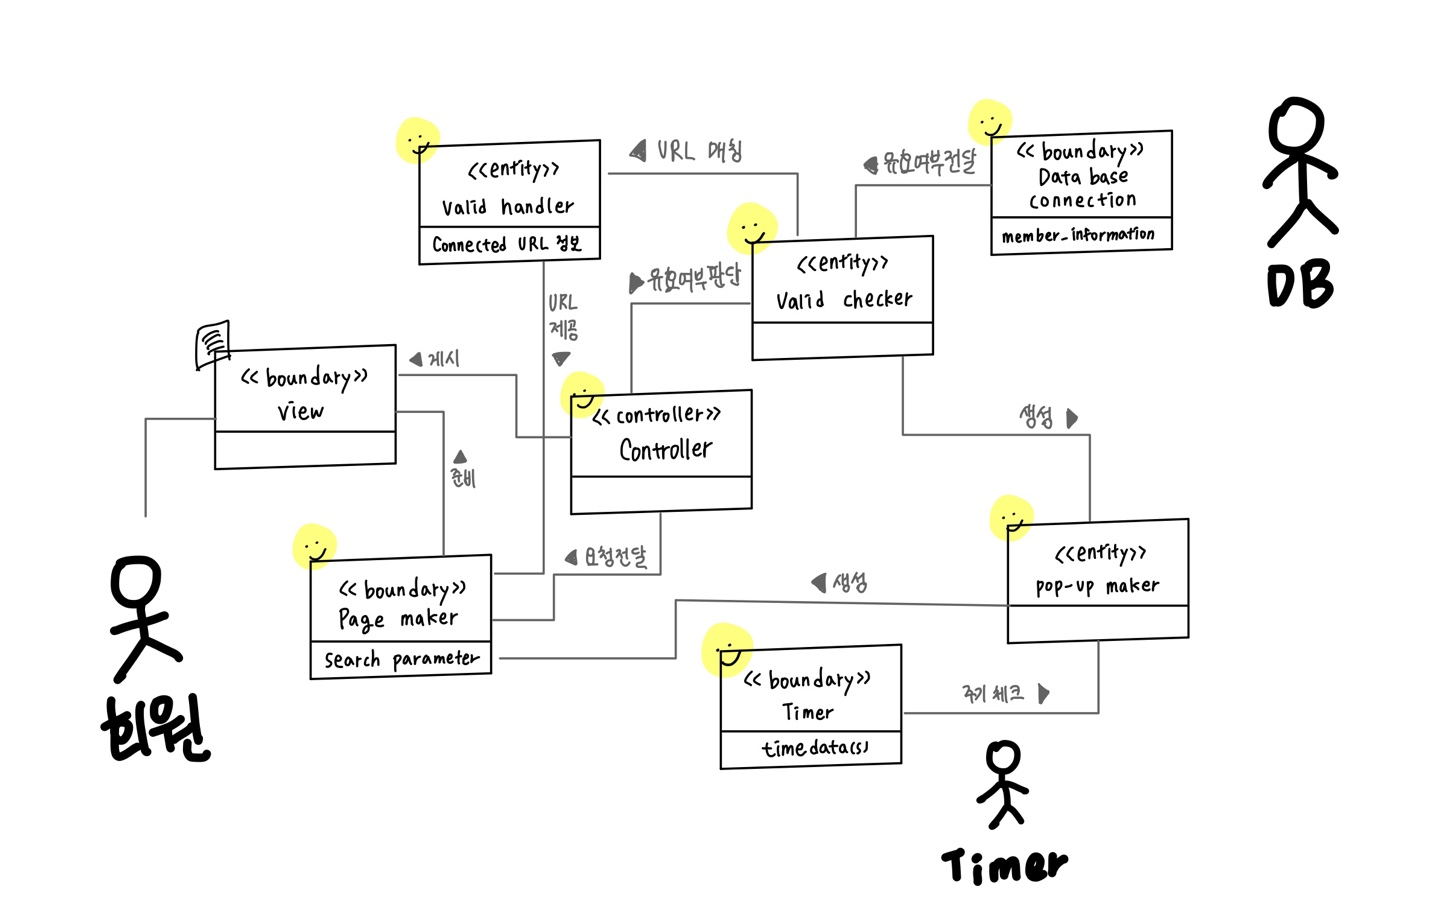 <<entity>>
Valid handler
Connected URL 정보
◀ URL 매칭
◀ 유효여부전달
<< boundary>>
Data base
connection
member_information
DB
<<entity>>
Valid checker
▶ 유효여부판단
URL
제공
▼
<< boundary>>
View
◀ 게시
<< controller>>
Controller
▲
준비
생성 ▶
◀ 요청전달
<< boundary>>
Page maker
Search parameter
◀ 생성
<<entity>>
pop-up maker
<< boundary>>
Timer
time data(s)
주기 체크 ▶
회원
Timer